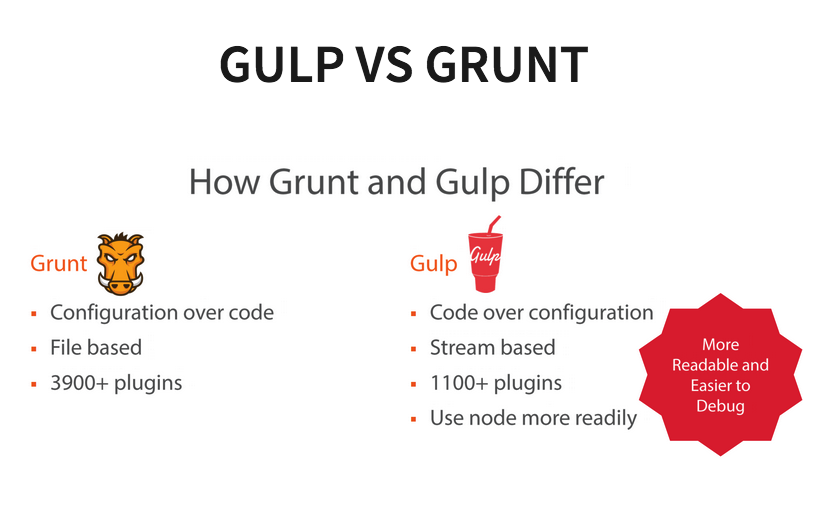 GULP VS GRUNT
How Grunt and Gulp Differ
Grunt
▪ Configuration over code
▪ File based
▪ 3900+ plugins
Gulp
Gulp
▪ Code over configuration
▪ Stream based
▪ 1100+ plugins
▪ Use node more readily
More
Readable and
Easier to
Debug